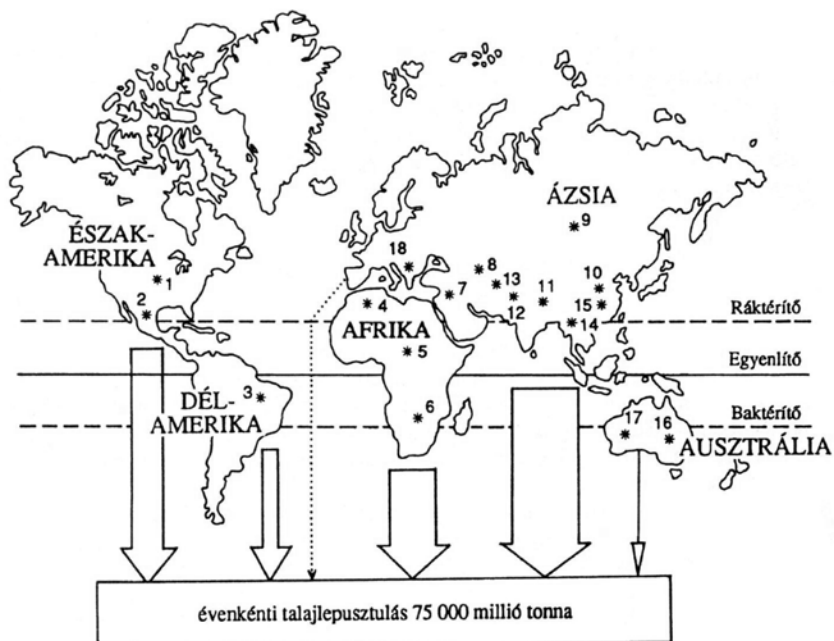 ÁZSIA
9
ÉSZAK-
AMERIKA
1
2
18
8
7
13
11
12
10
15
14
Ráktérítő
4
AFRIKA
5
Egyenlítő
3
DÉL-
AMERIKA
6
Baktérítő
17
16
AUSZTRÁLIA
évenkénti talajlepusztulás 75 000 millió tonna